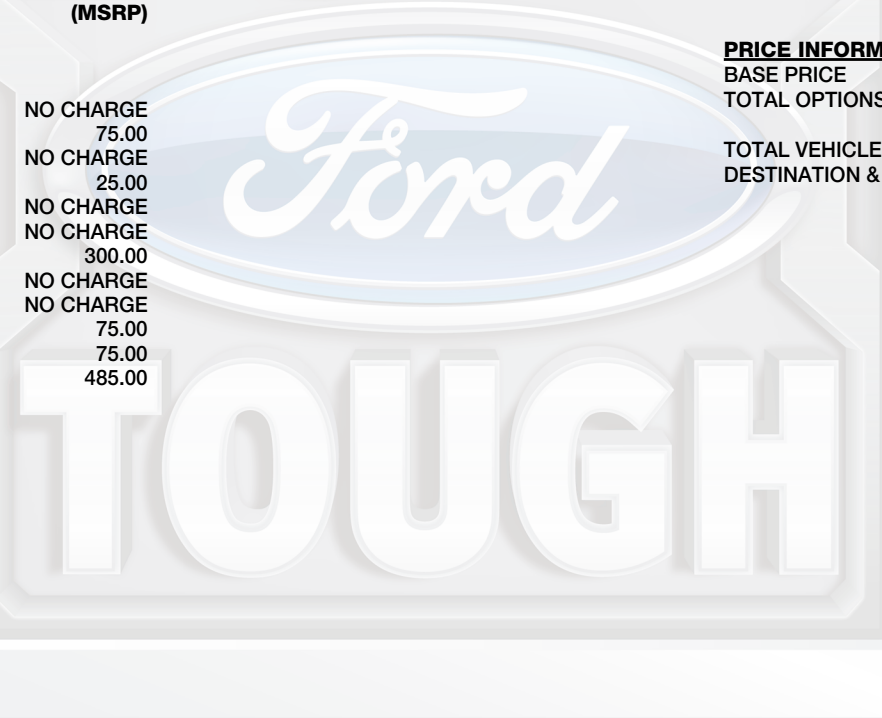 (MSRP)
NO CHARGE
75.00
NO CHARGE
25.00
NO CHARGE
NO CHARGE
300.00
NO CHARGE
NO CHARGE
75.00
75.00
485.00
PRICE INFORM
BASE PRICE
TOTAL OPTIONS
TOTAL VEHICLE
DESTINATION &
Ford
TOUGH